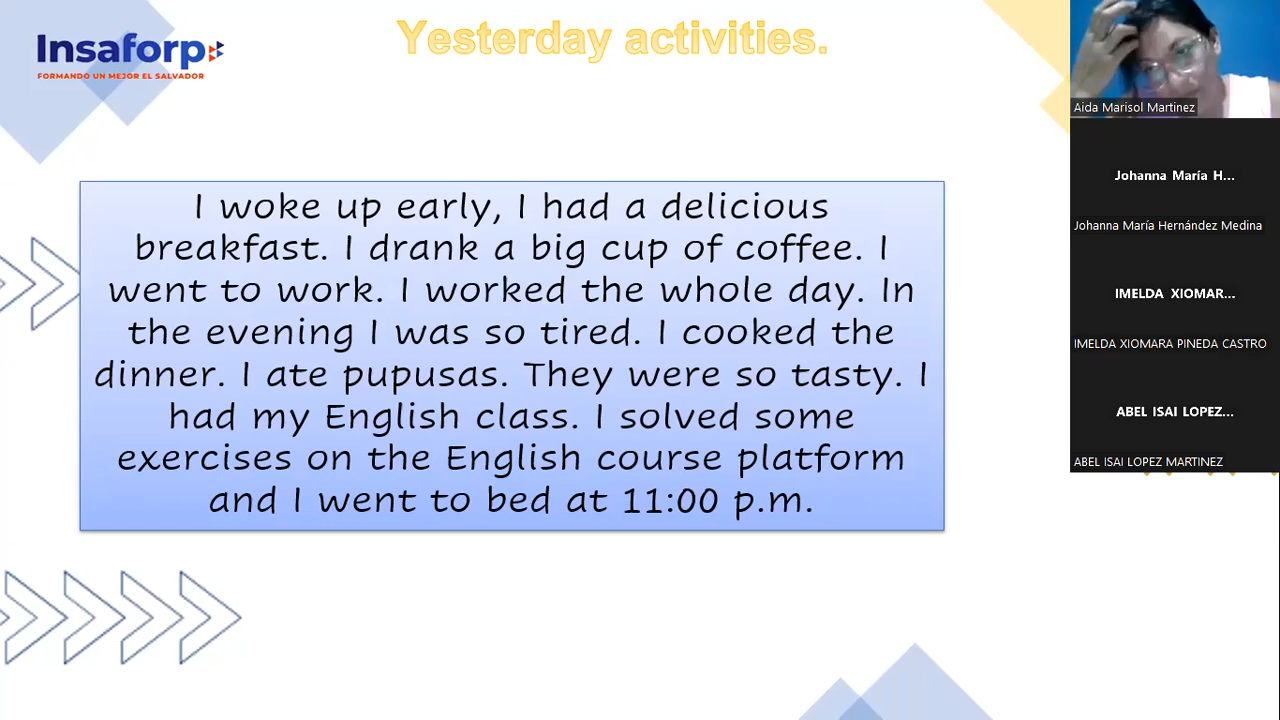 Insaforp
FORMANDO UN MEJOR EL SALVADOR
Yesterday activities.
I woke up early, I had a delicious
breakfast. I drank a big cup of coffee. I
went to work. I worked the whole day. In
the evening I was so tired. I cooked the
dinner. I ate pupusas. They were so tasty. I
had my English class. I solved some
exercises on the English course platform
and I went to bed at 11:00 p.m.
Aida Marisol Martinez
Johanna María H...
Johanna María Hernández Medina
IMELDA XIOMAR...
IMELDA XIOMARA PINEDA CASTRO
ABEL ISAI LOPEZ...
ABEL ISAI LOPEZ MARTINEZ